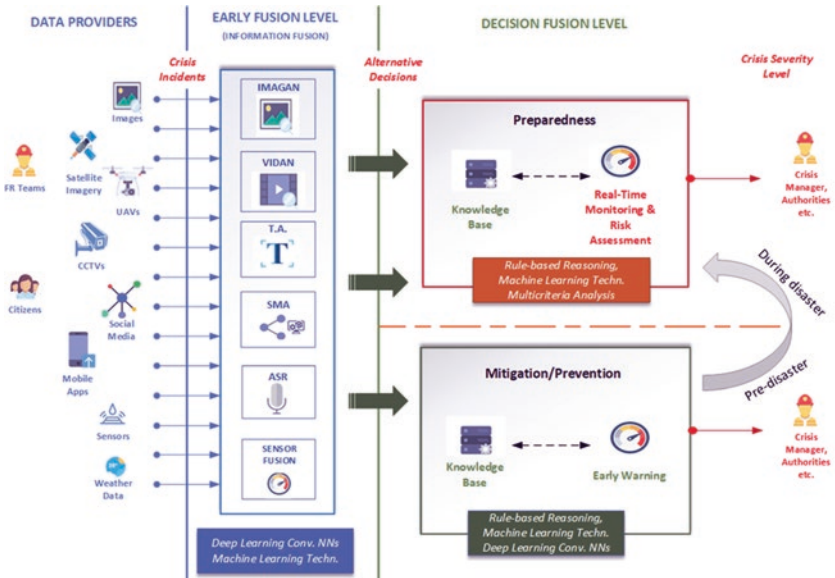 DATA PROVIDERS
EARLY FUSION LEVEL
(INFORMATION FUSION)
DECISION FUSION LEVEL
Crisis
Incidents
Alternative
Decisions
Crisis Severity
Level
Images
FR Teams
Satellite
Imagery
UAVs
CCTVs
Citizens
Social
Media
Mobile
Apps
Sensors
Weather
Data
IMAGAN
VIDAN
T.A.
T
SMA
ASR
SENSOR
FUSION
Deep Learning Conv. NNs
Machine Learning Techn.
Preparedness
Knowledge
Base
Real-Time
Monitoring &
Risk
Assessment
Rule-based Reasoning,
Machine Learning Techn.
Multicriteria Analysis
Crisis
Manager,
Authorities
etc.
During disaster
Pre-disaster
Mitigation/Prevention
Knowledge
Base
Early Warning
Rule-based Reasoning,
Machine Learning Techn.
Deep Learning Conv. NNs
Crisis
Manager,
Authorities
etc.